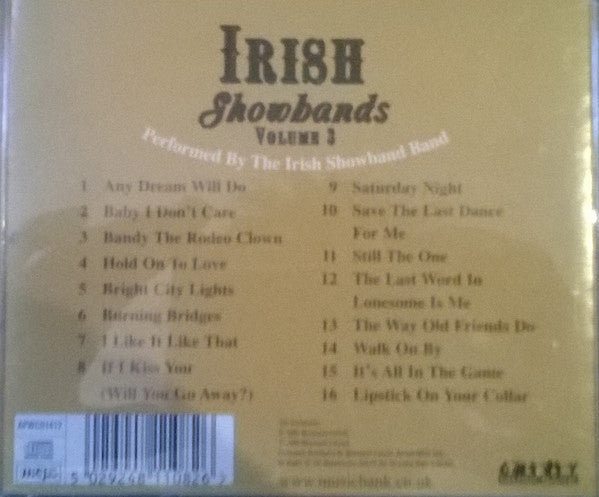 IRISH
Showbands
VOLUME 3
Performed By The Irish Showband Band
1 Any Dream Will Do
2 Baby I Don't Care
3 Bandy The Rodeo Clown
4 Hold On To Love
5 Bright City Lights
6 Burning Bridges
7 I Like It Like That
8 If I Kiss You
(Will You Go Away?)
9 Saturday Night
10 Save The Last Dance
For Me
11 Still The One
12 The Last Word In
Lonesome Is Me
13 The Way Old Friends Do
14 Walk On By
15 It's All In The Game
16 Lipstick On Your Collar
5 029248 110826
www.musicbank.co.uk